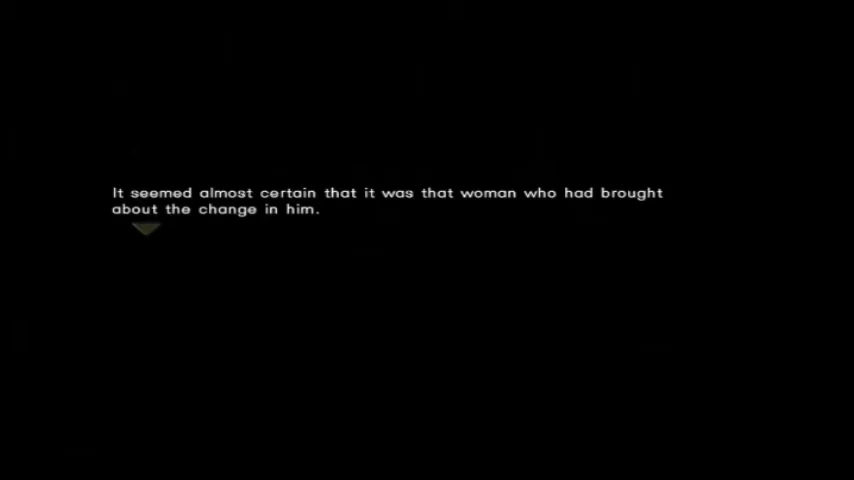 It seemed almost certain that it was that woman who had brought
about the change in him.